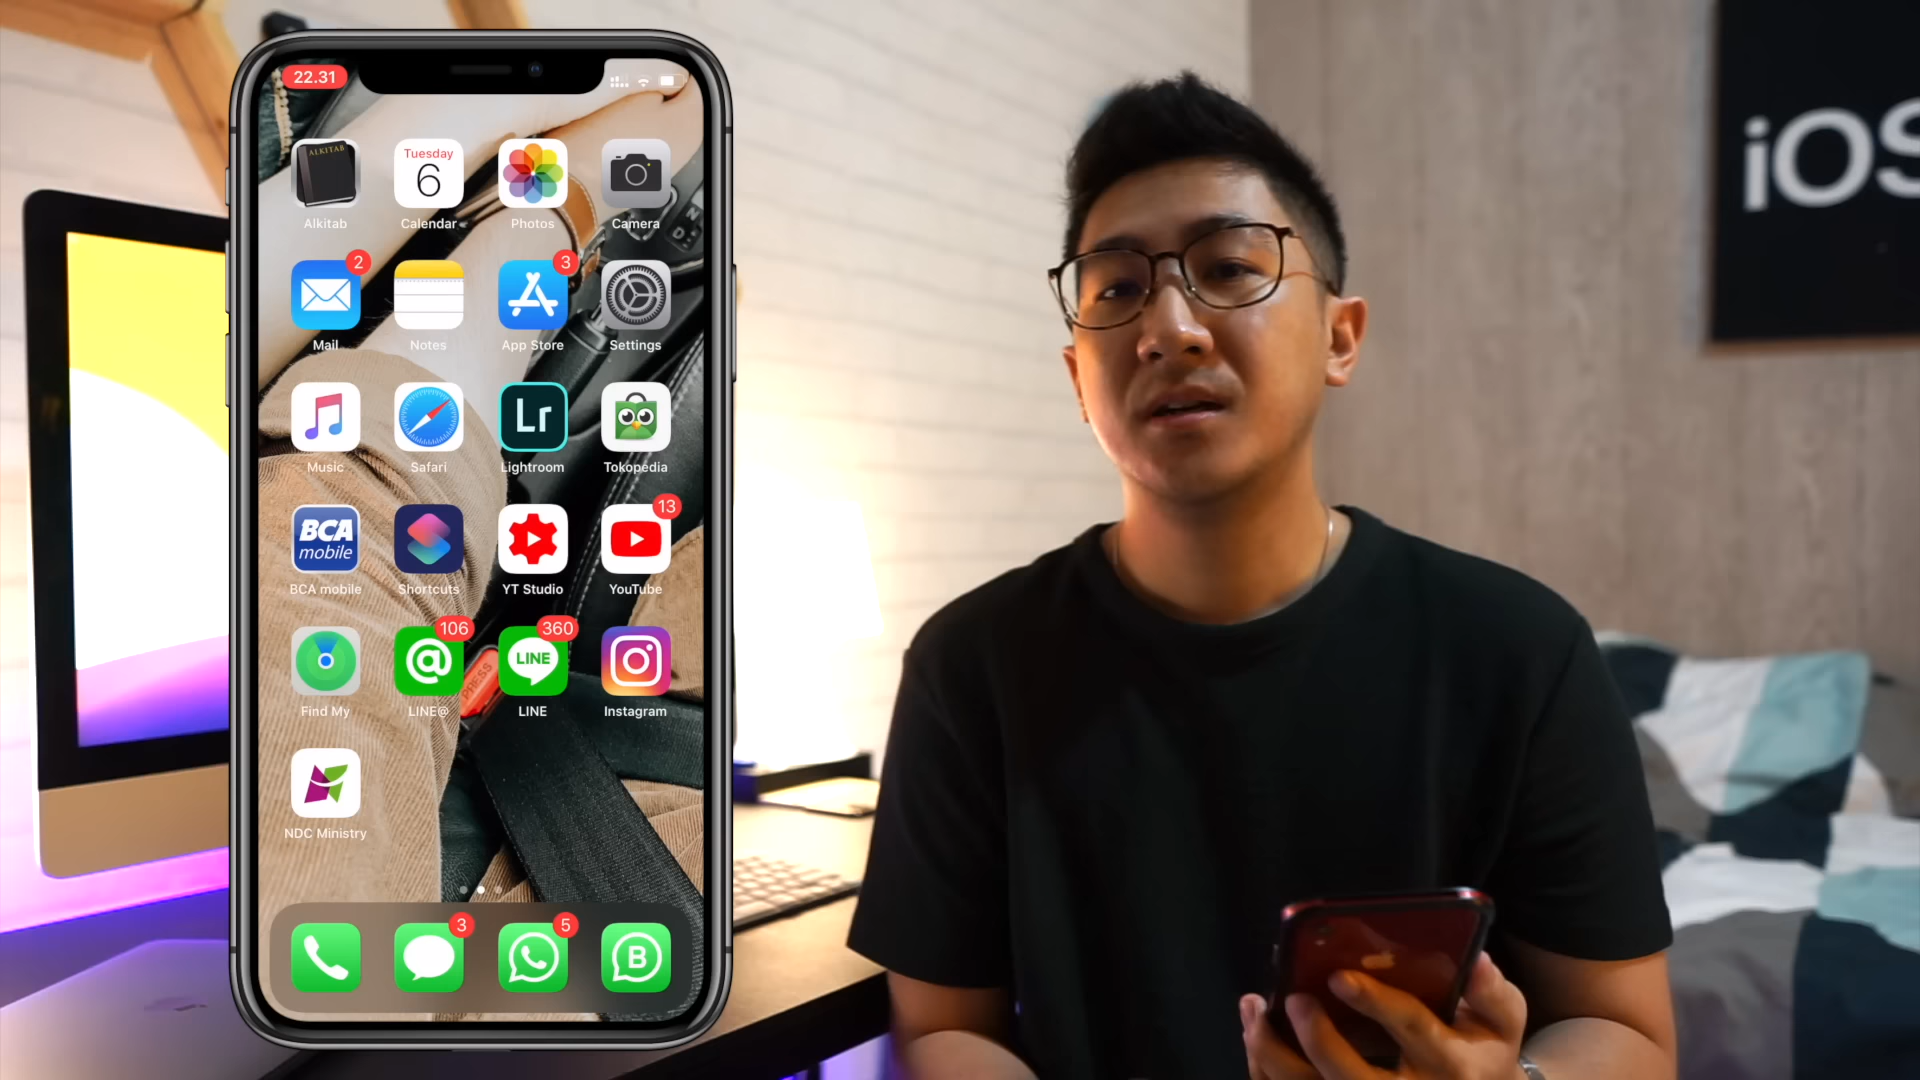 22.31
ALKITAB
Tuesday
6
Alkitab
Calendar
Photos
Camera
2
3
Mail
Notes
App Store
Settings
Lr
Music
Safari
Lightroom
Tokopedia
13
BCA
mobile
BCA mobile
Shortcuts
YT Studio
YouTube
106
360
@
LINE
Find My
LINE@
LINE
Instagram
PRESS
NDC Ministry
3
5
B
iOS
N
D